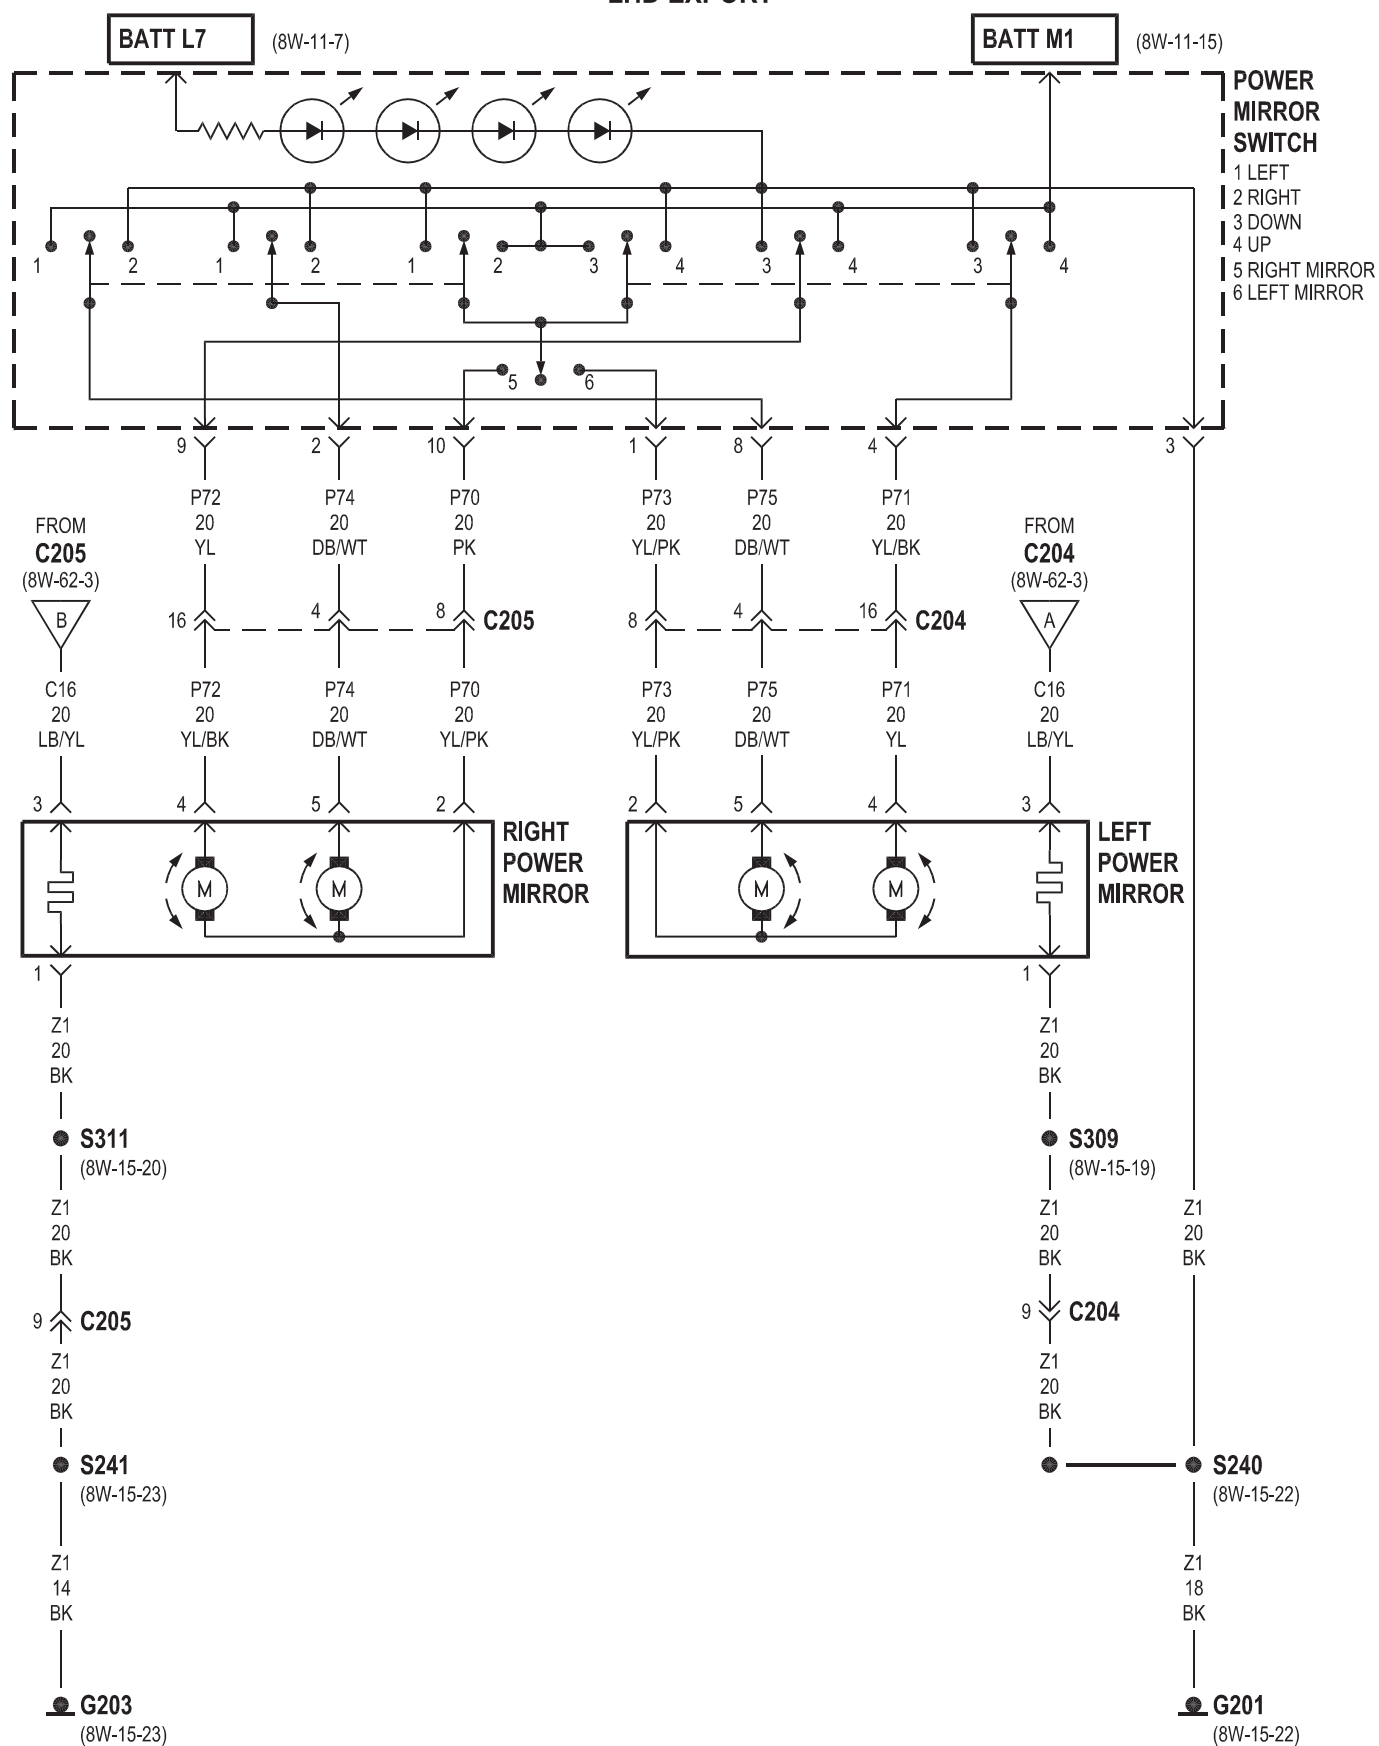 LHD EXPORT
BATT L7 (8W-11-7)
BATT M1 (8W-11-15)
POWER
MIRROR
SWITCH
1 LEFT
2 RIGHT
3 DOWN
4 UP
5 RIGHT MIRROR
6 LEFT MIRROR
1 2 1 2 1 2 3 4 3 4 3 4
5 6
9 2 10 1 8 4 3
P72 P74 P70 P73 P75 P71
20 20 20 20 20 20
YL DB/WT PK YL/PK DB/WT YL/BK
FROM
C205
(8W-62-3)
B
FROM
C204
(8W-62-3)
A
16 4 8 C205
8 4 16 C204
C16 P72 P74 P70 P73 P75 P71 C16
20 20 20 20 20 20 20 20
LB/YL YL/BK DB/WT YL/PK YL/PK DB/WT YL LB/YL
3 4 5 2 2 5 4 3
RIGHT
POWER
MIRROR
LEFT
POWER
MIRROR
M M M M
1 1
Z1 Z1
20 20
BK BK
S311
(8W-15-20)
S309
(8W-15-19)
Z1 Z1 Z1
20 20 20
BK BK BK
9 C205
9 C204
Z1 Z1
20 20
BK BK
S241
(8W-15-23)
S240
(8W-15-22)
Z1 Z1
14 18
BK BK
G203
(8W-15-23)
G201
(8W-15-22)